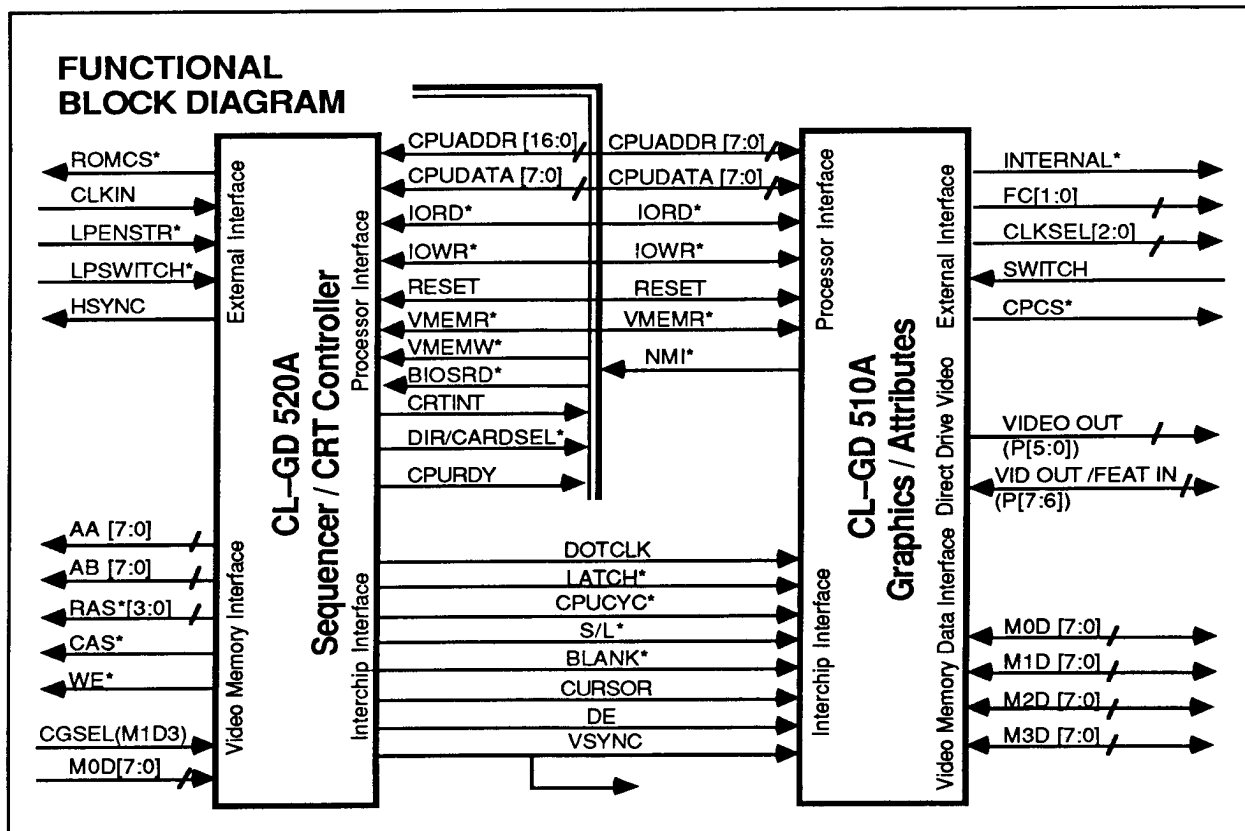 FUNCTIONAL
BLOCK DIAGRAM
ROMCS*
CLKIN
LPENSTR*
LPSWITCH*
HSYNC
AA [7:0]
AB [7:0]
RAS*[3:0]
CAS*
WE*
CGSEL(M1D3)
M0D[7:0]
External Interface
Video Memory Interface
CL–GD 520A
Sequencer / CRT Controller
Processor Interface
Interchip Interface
CPUADDR [16:0]
CPUDATA [7:0]
IORD*
IOWR*
RESET
VMEMR*
VMEMW*
BIOSRD*
CRTINT
DIR/CARDSEL*
CPURDY
CPUADDR [7:0]
CPUDATA [7:0]
IORD*
IOWR*
RESET
VMEMR*
NMI*
DOTCLK
LATCH*
CPUCYC*
S/L*
BLANK*
CURSOR
DE
VSYNC
Processor Interface
Interchip Interface
CL–GD 510A
Graphics / Attributes
External Interface
Direct Drive Video
Video Memory Data Interface
INTERNAL*
FC[1:0]
CLKSEL[2:0]
SWITCH
CPCS*
VIDEO OUT
(P[5:0])
VID OUT /FEAT IN
(P[7:6])
M0D [7:0]
M1D [7:0]
M2D [7:0]
M3D [7:0]